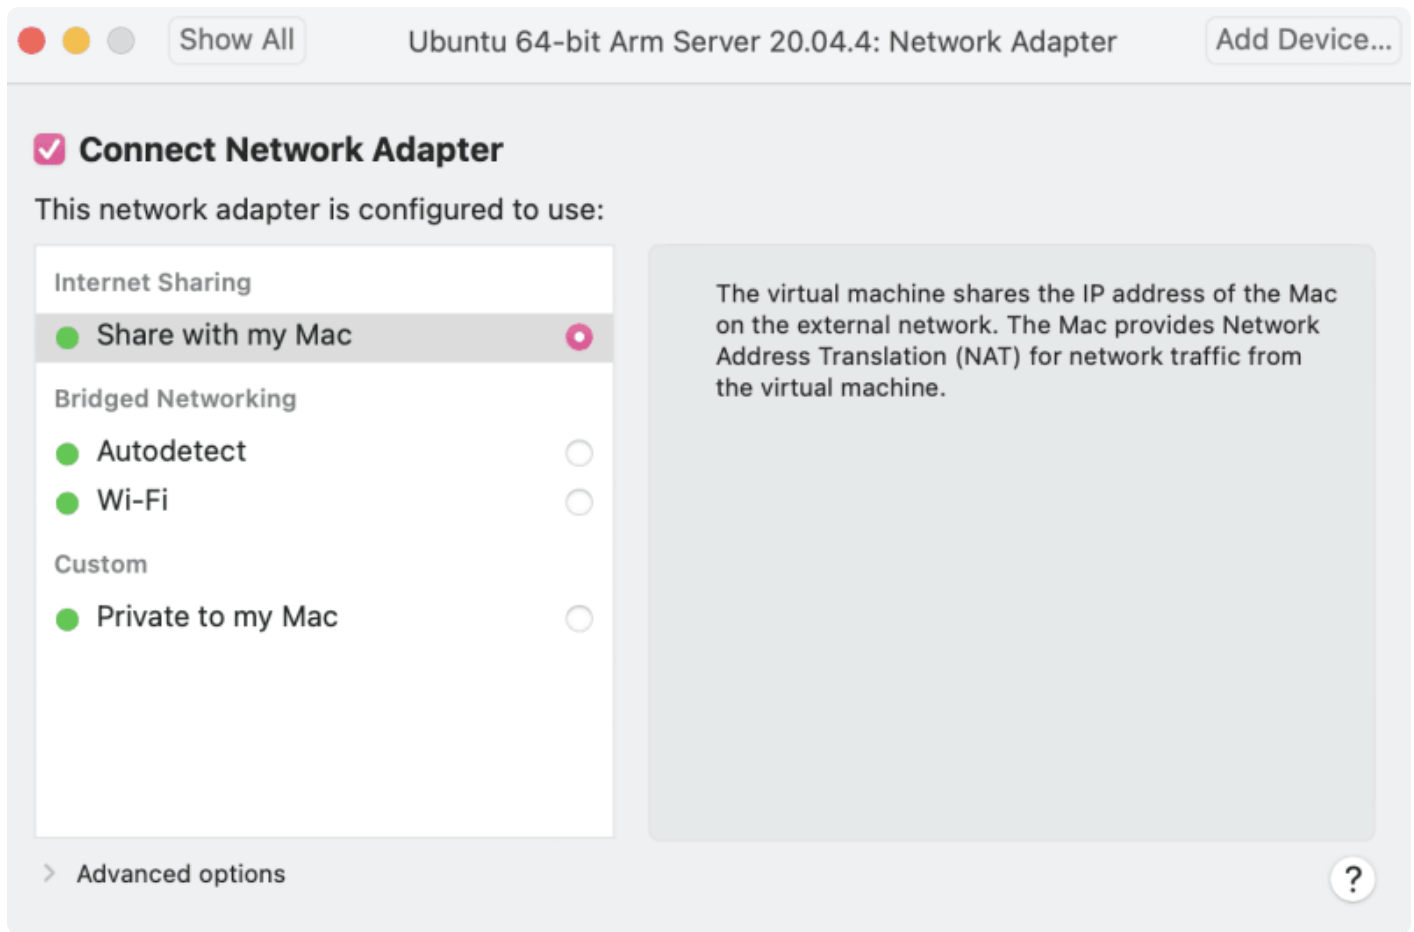 Show All
Ubuntu 64-bit Arm Server 20.04.4: Network Adapter
Add Device...
Connect Network Adapter
This network adapter is configured to use:
Internet Sharing
Share with my Mac
Bridged Networking
Autodetect
Wi-Fi
Custom
Private to my Mac
The virtual machine shares the IP address of the Mac
on the external network. The Mac provides Network
Address Translation (NAT) for network traffic from
the virtual machine.
Advanced options
?